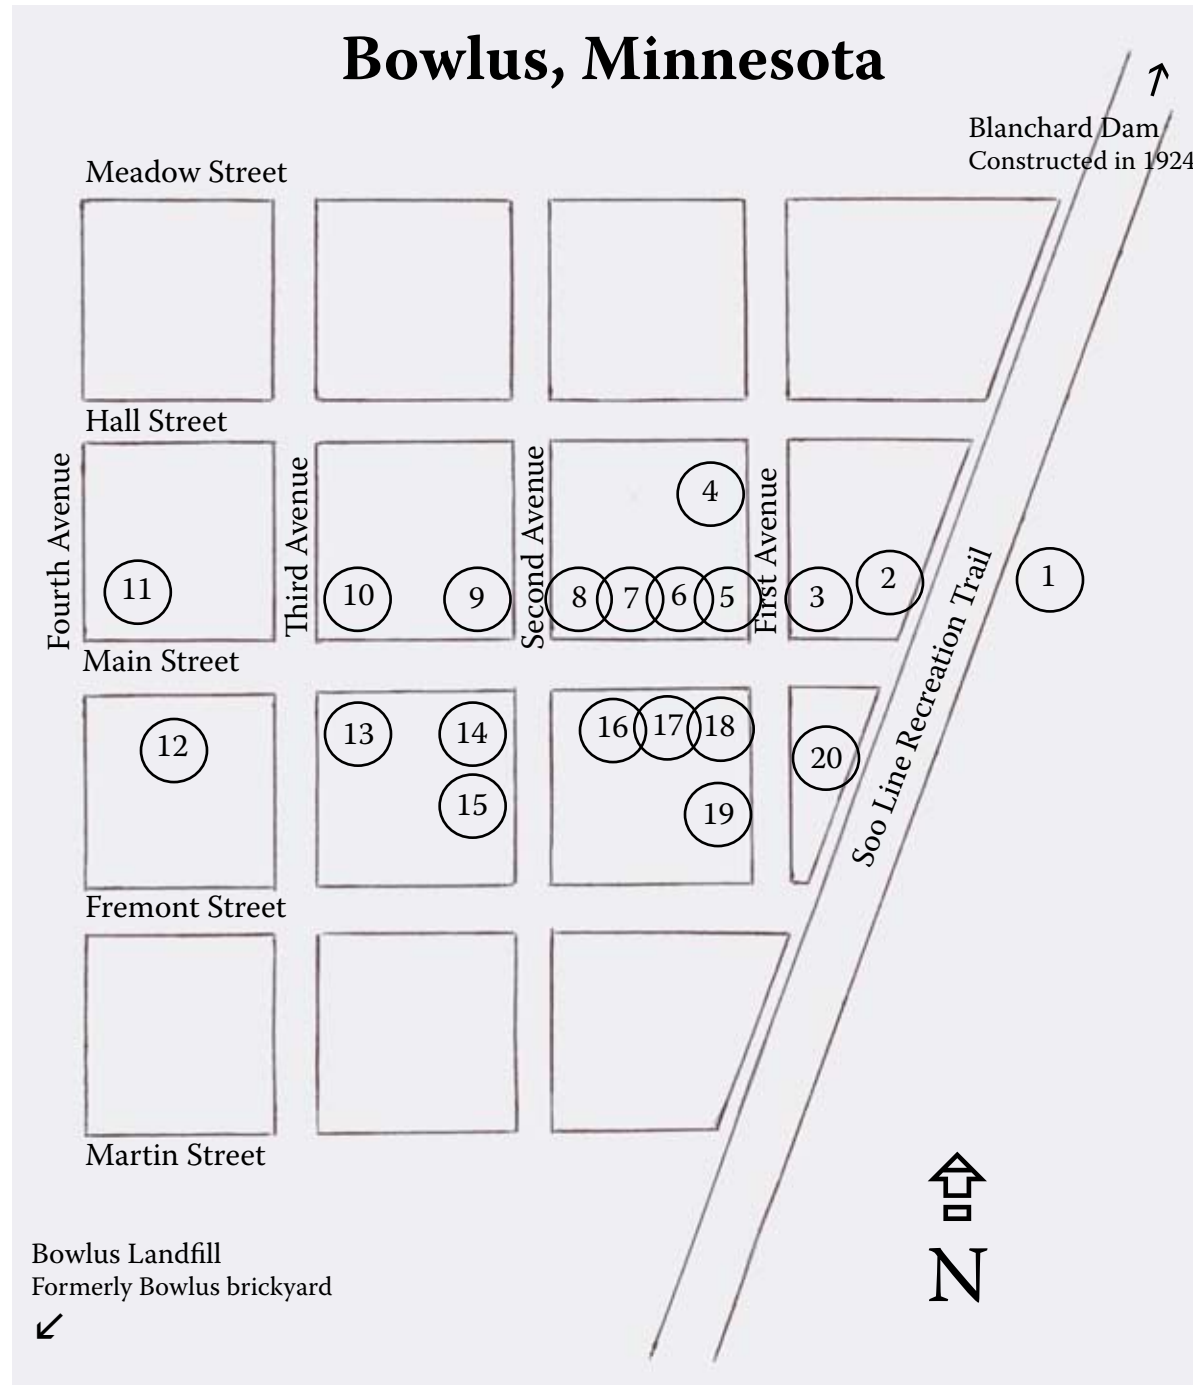 Bowlus, Minnesota
Blanchard Dam
Constructed in 1924
Meadow Street
Hall Street
Fourth Avenue
Third Avenue
Second Avenue
First Avenue
4
11
10
9
8
7
6
5
3
2
1
Soo Line Recreation Trail
Main Street
12
13
14
15
16
17
18
19
20
Fremont Street
Martin Street
Bowlus Landfill
Formerly Bowlus brickyard
N